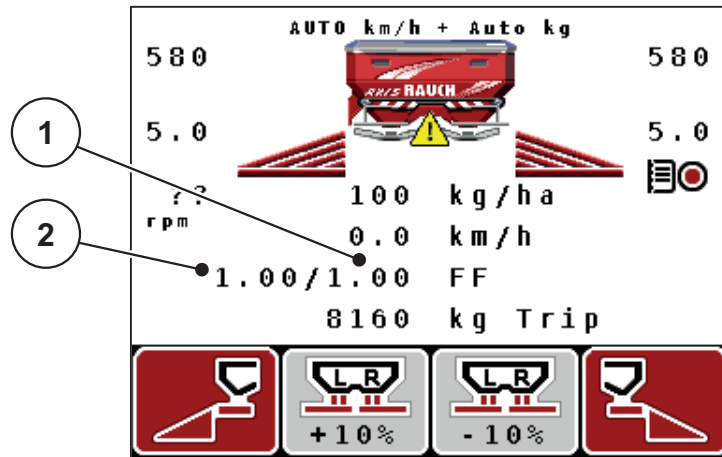 AUTO km/h + Auto kg
580 580
AXIS RAUCH
5.0 5.0
1
?? 100 kg/ha
rpm
0.0 km/h
2
1.00/1.00 FF
8160 kg Trip
L R L R
+10% -10%